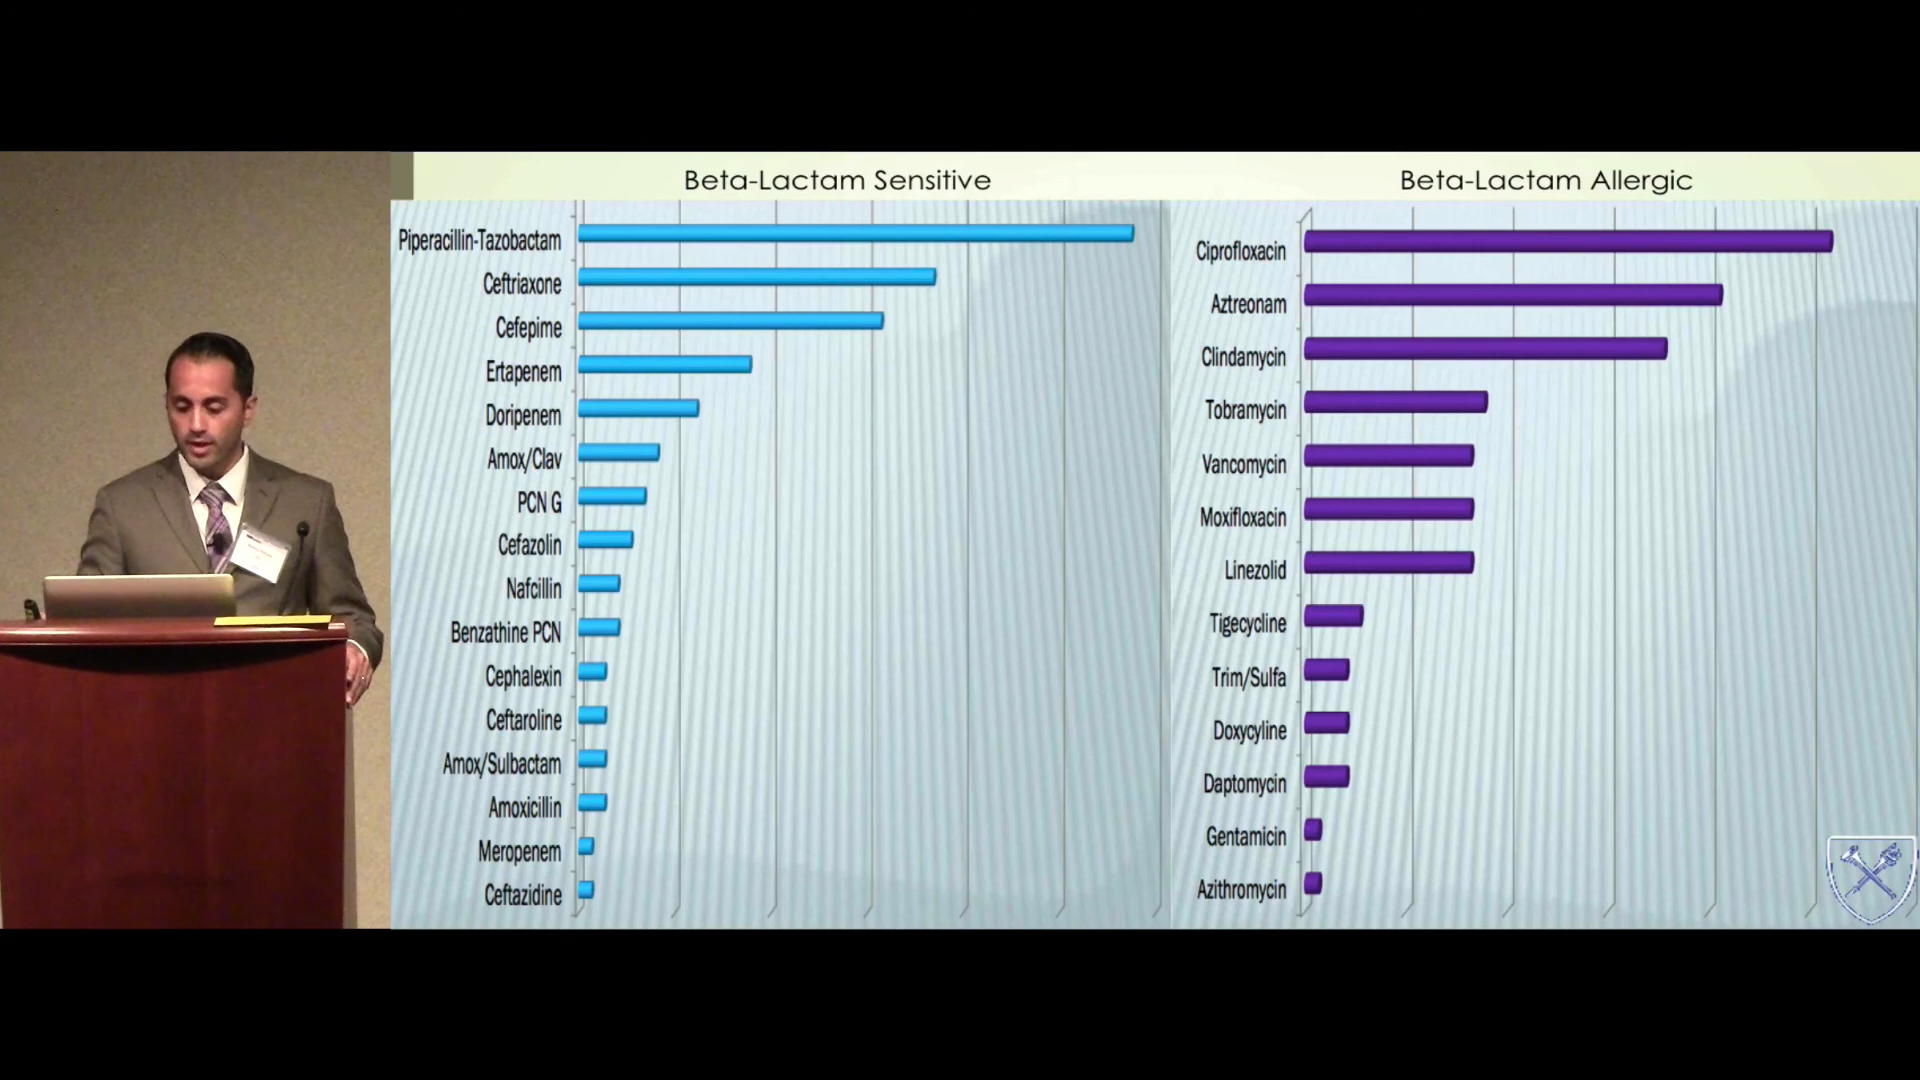 Beta-Lactam Sensitive
Piperacillin-Tazobactam
Ceftriaxone
Cefepime
Ertapenem
Doripenem
Amox/Clav
PCN G
Cefazolin
Nafcillin
Benzathine PCN
Cephalexin
Ceftaroline
Amox/Sulbactam
Amoxicillin
Meropenem
Ceftazidine
Beta-Lactam Allergic
Ciprofloxacin
Aztreonam
Clindamycin
Tobramycin
Vancomycin
Moxifloxacin
Linezolid
Tigecycline
Trim/Sulfa
Doxycyline
Daptomycin
Gentamicin
Azithromycin